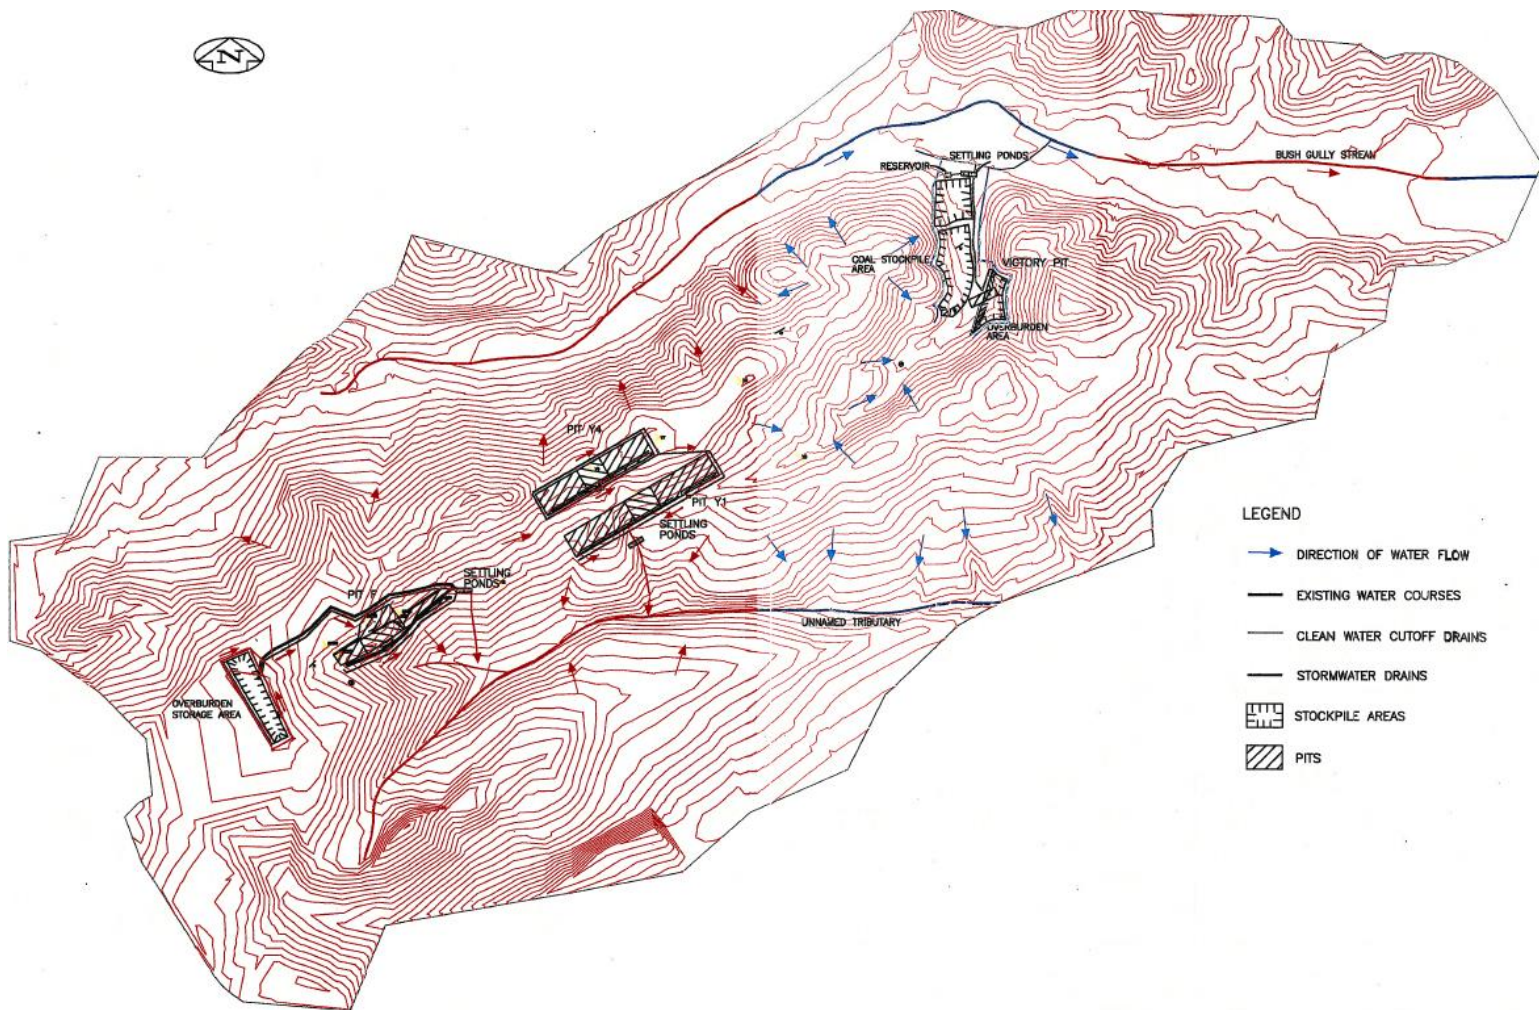 N
SETTLING PONDS
RESERVOIR
BUSH GULLY STREAM
COAL STOCKPILE
AREA
VICTORY PIT
OVERBURDEN
AREA
PIT Y4
PIT Y1
SETTLING
PONDS
SETTLING
PONDS
PIT F
UNNAMED TRIBUTARY
OVERBURDEN
STORAGE AREA
LEGEND
DIRECTION OF WATER FLOW
EXISTING WATER COURSES
CLEAN WATER CUTOFF DRAINS
STORMWATER DRAINS
STOCKPILE AREAS
PITS